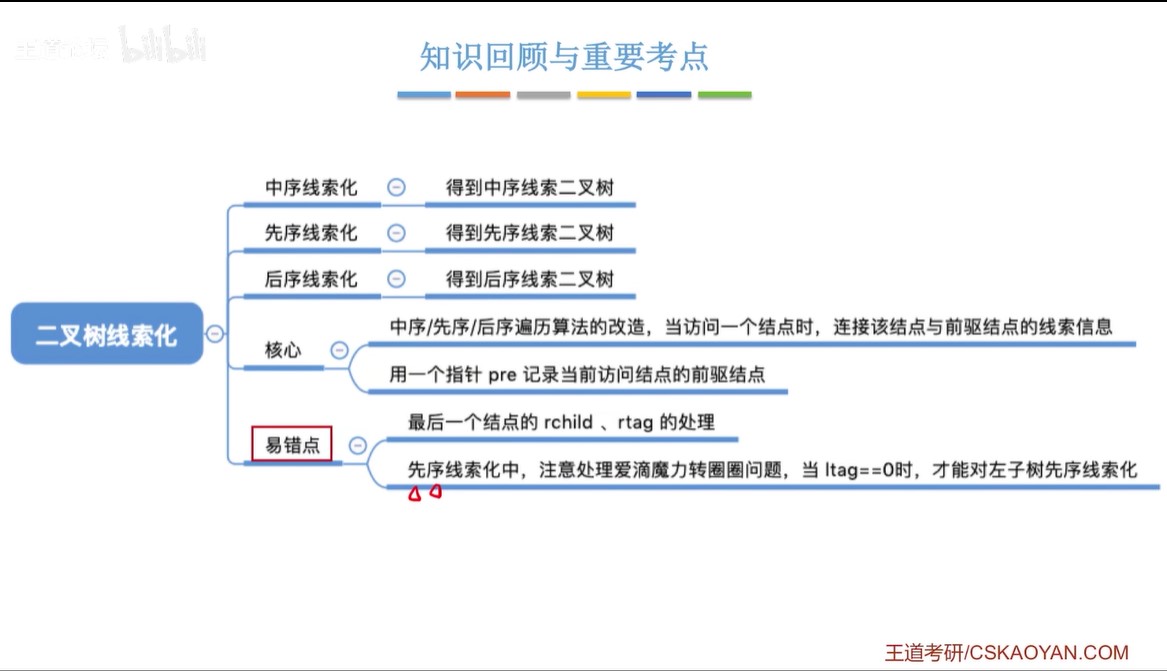 王道论坛 bilibili
知识回顾与重要考点
中序线索化 得到中序线索二叉树
先序线索化 得到先序线索二叉树
后序线索化 得到后序线索二叉树
二叉树线索化
核心
中序/先序/后序遍历算法的改造，当访问一个结点时，连接该结点与前驱结点的线索信息
用一个指针 pre 记录当前访问结点的前驱结点
易错点
最后一个结点的 rchild 、rtag 的处理
先序线索化中，注意处理爱滴魔力转圈圈问题，当 ltag==0时，才能对左子树先序线索化
王道考研/CSKAOYAN.COM